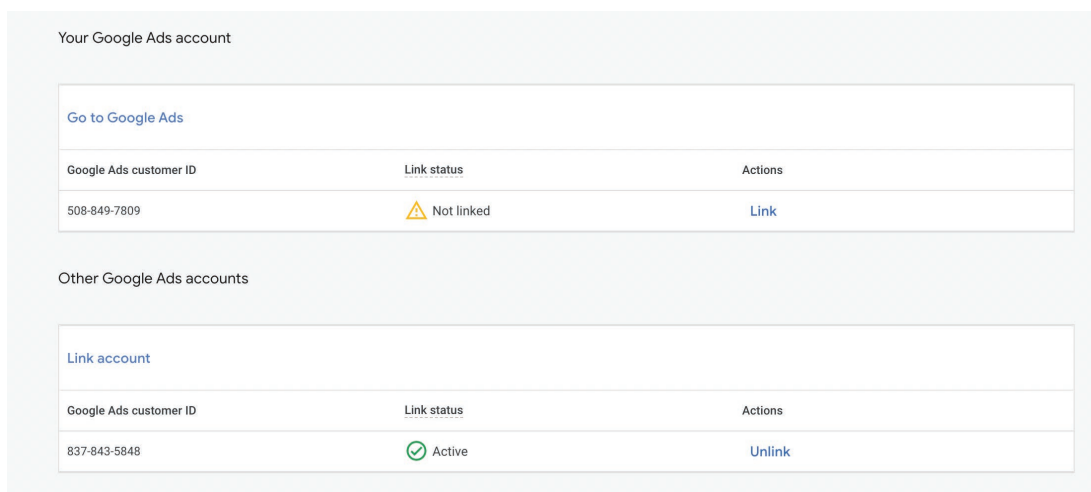 Your Google Ads account
Go to Google Ads
Google Ads customer ID Link status Actions
508-849-7809 Not linked Link
Other Google Ads accounts
Link account
Google Ads customer ID Link status Actions
837-843-5848 Active Unlink